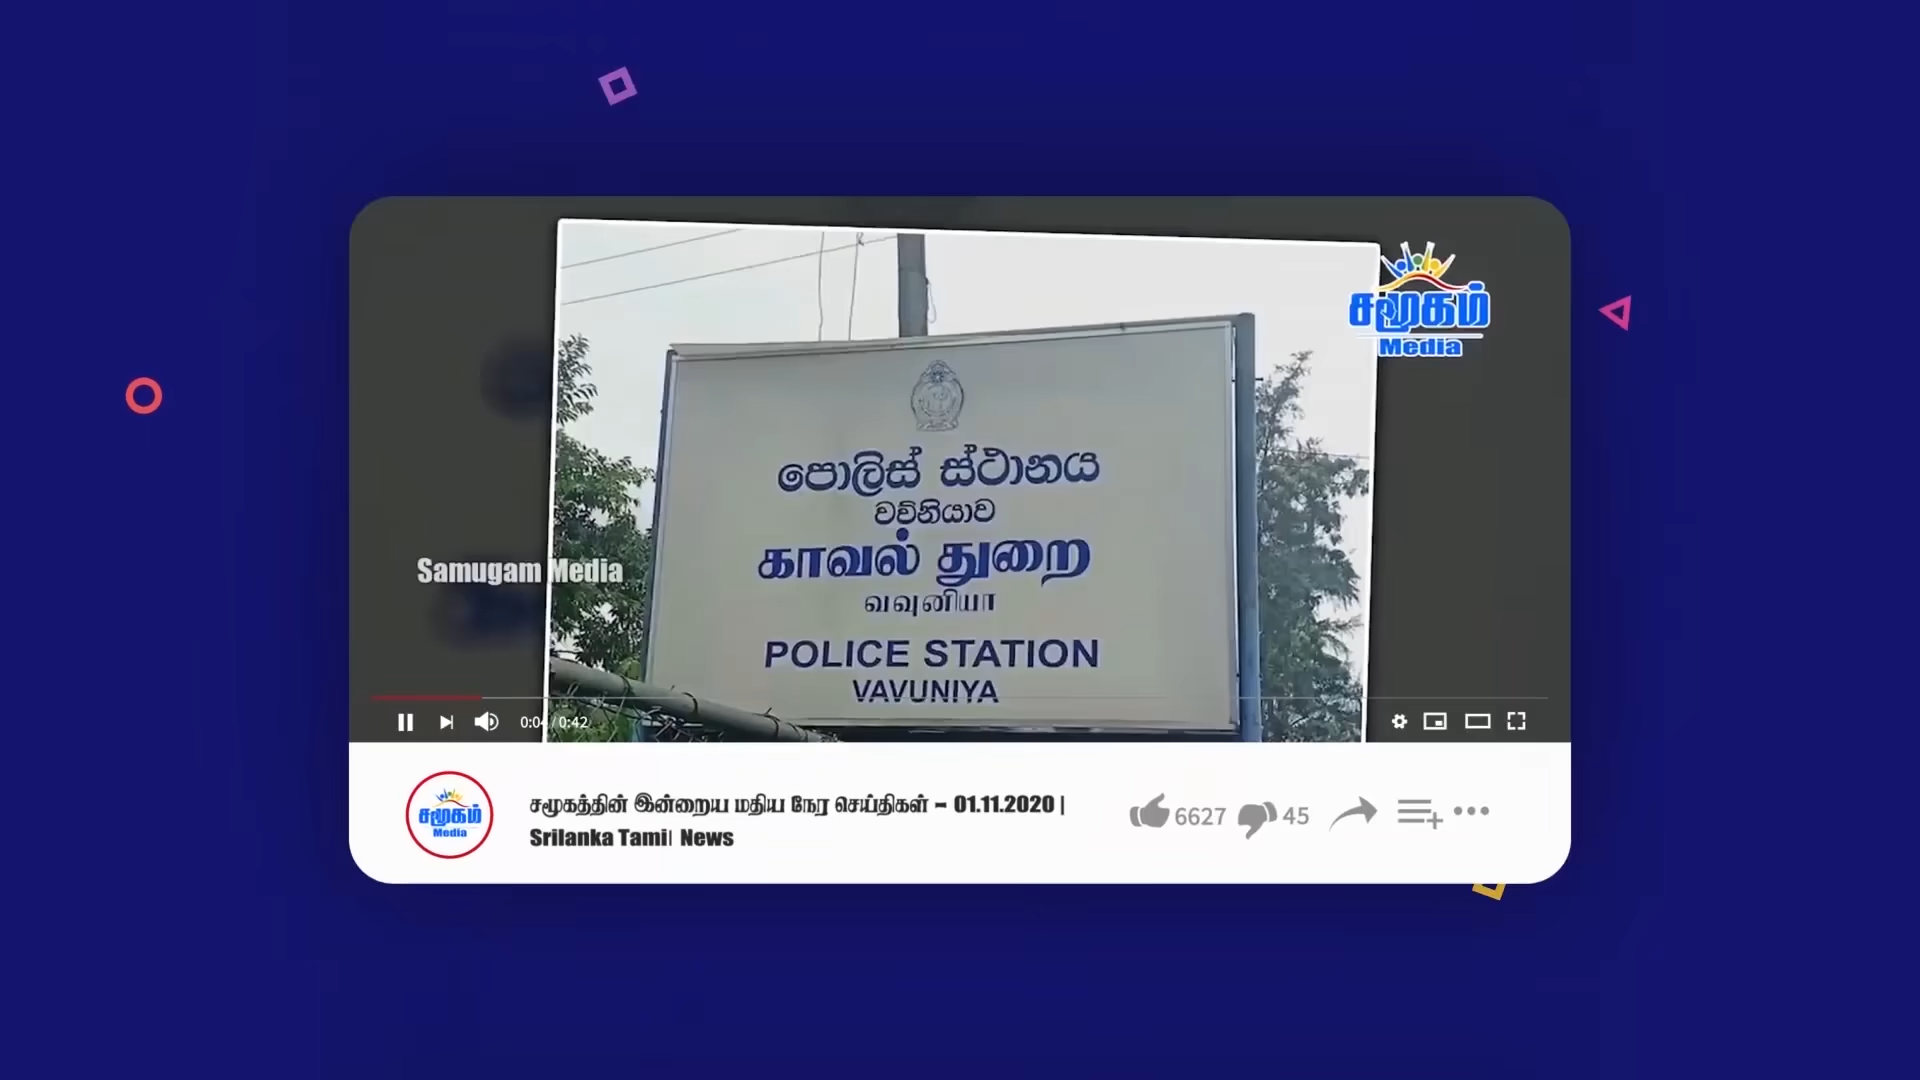 சமூகம்
Media
පොලිස් ස්ථානය
වව්නියාව
காவல் துறை
வவுனியா
POLICE STATION
VAVUNIYA
Samugam Media
0:04 / 0:42
சமூகம்
Media
சமூகத்தின் இன்றைய மதிய நேர செய்திகள் – 01.11.2020 |
Srilanka Tamil News
6627
45